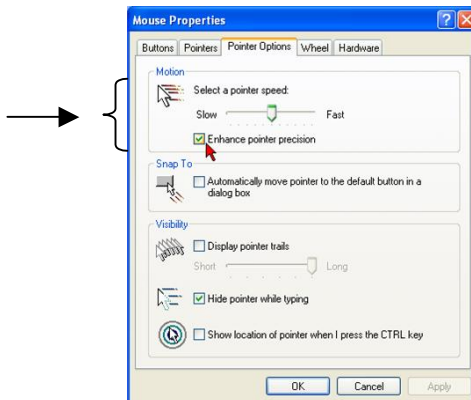 Mouse Properties
Buttons Pointers Pointer Options Wheel Hardware
Motion
Select a pointer speed:
Slow Fast
Enhance pointer precision
Snap To
Automatically move pointer to the default button in a
dialog box
Visibility
Display pointer trails
Short Long
Hide pointer while typing
Show location of pointer when I press the CTRL key
OK Cancel Apply